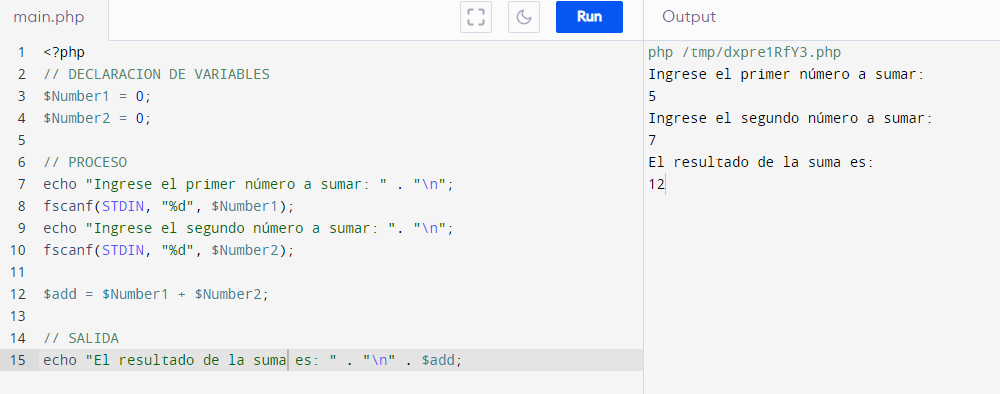 main.php
Run
1 <?php
2 // DECLARACION DE VARIABLES
3 $Number1 = 0;
4 $Number2 = 0;
5
6 // PROCESO
7 echo "Ingrese el primer número a sumar: " . "\n";
8 fscanf(STDIN, "%d", $Number1);
9 echo "Ingrese el segundo número a sumar: ". "\n";
10 fscanf(STDIN, "%d", $Number2);
11
12 $add = $Number1 + $Number2;
13
14 // SALIDA
15 echo "El resultado de la suma es: " . "\n" . $add;
Output
php /tmp/dxpre1RfY3.php
Ingrese el primer número a sumar:
5
Ingrese el segundo número a sumar:
7
El resultado de la suma es:
12